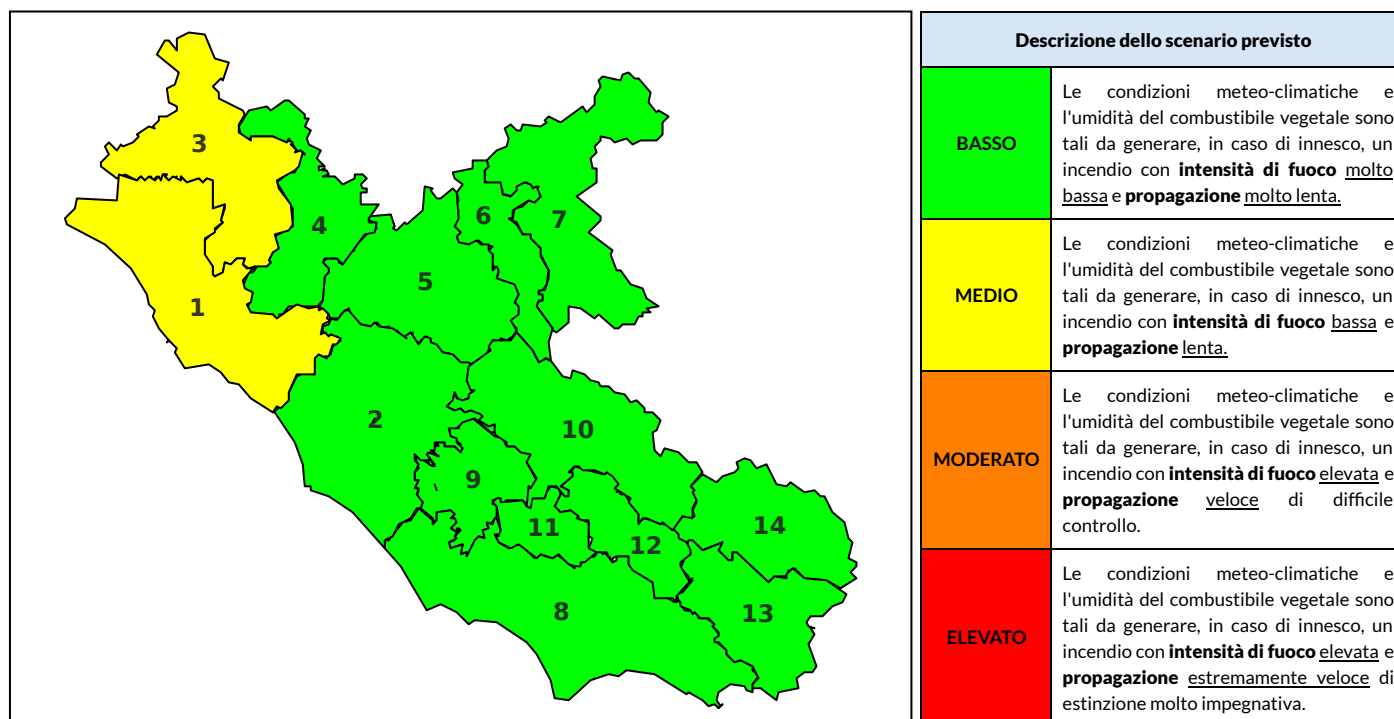 3
4
6
7
5
1
2
10
9
11
12
14
8
13
Descrizione dello scenario previsto
BASSO
Le condizioni meteo-climatiche e
l'umidità del combustibile vegetale sono
tali da generare, in caso di innesco, un
incendio con intensità di fuoco molto
bassa e propagazione molto lenta.
MEDIO
Le condizioni meteo-climatiche e
l'umidità del combustibile vegetale sono
tali da generare, in caso di innesco, un
incendio con intensità di fuoco bassa e
propagazione lenta.
MODERATO
Le condizioni meteo-climatiche e
l'umidità del combustibile vegetale sono
tali da generare, in caso di innesco, un
incendio con intensità di fuoco elevata e
propagazione veloce di difficile
controllo.
ELEVATO
Le condizioni meteo-climatiche e
l'umidità del combustibile vegetale sono
tali da generare, in caso di innesco, un
incendio con intensità di fuoco elevata e
propagazione estremamente veloce di
estinzione molto impegnativa.